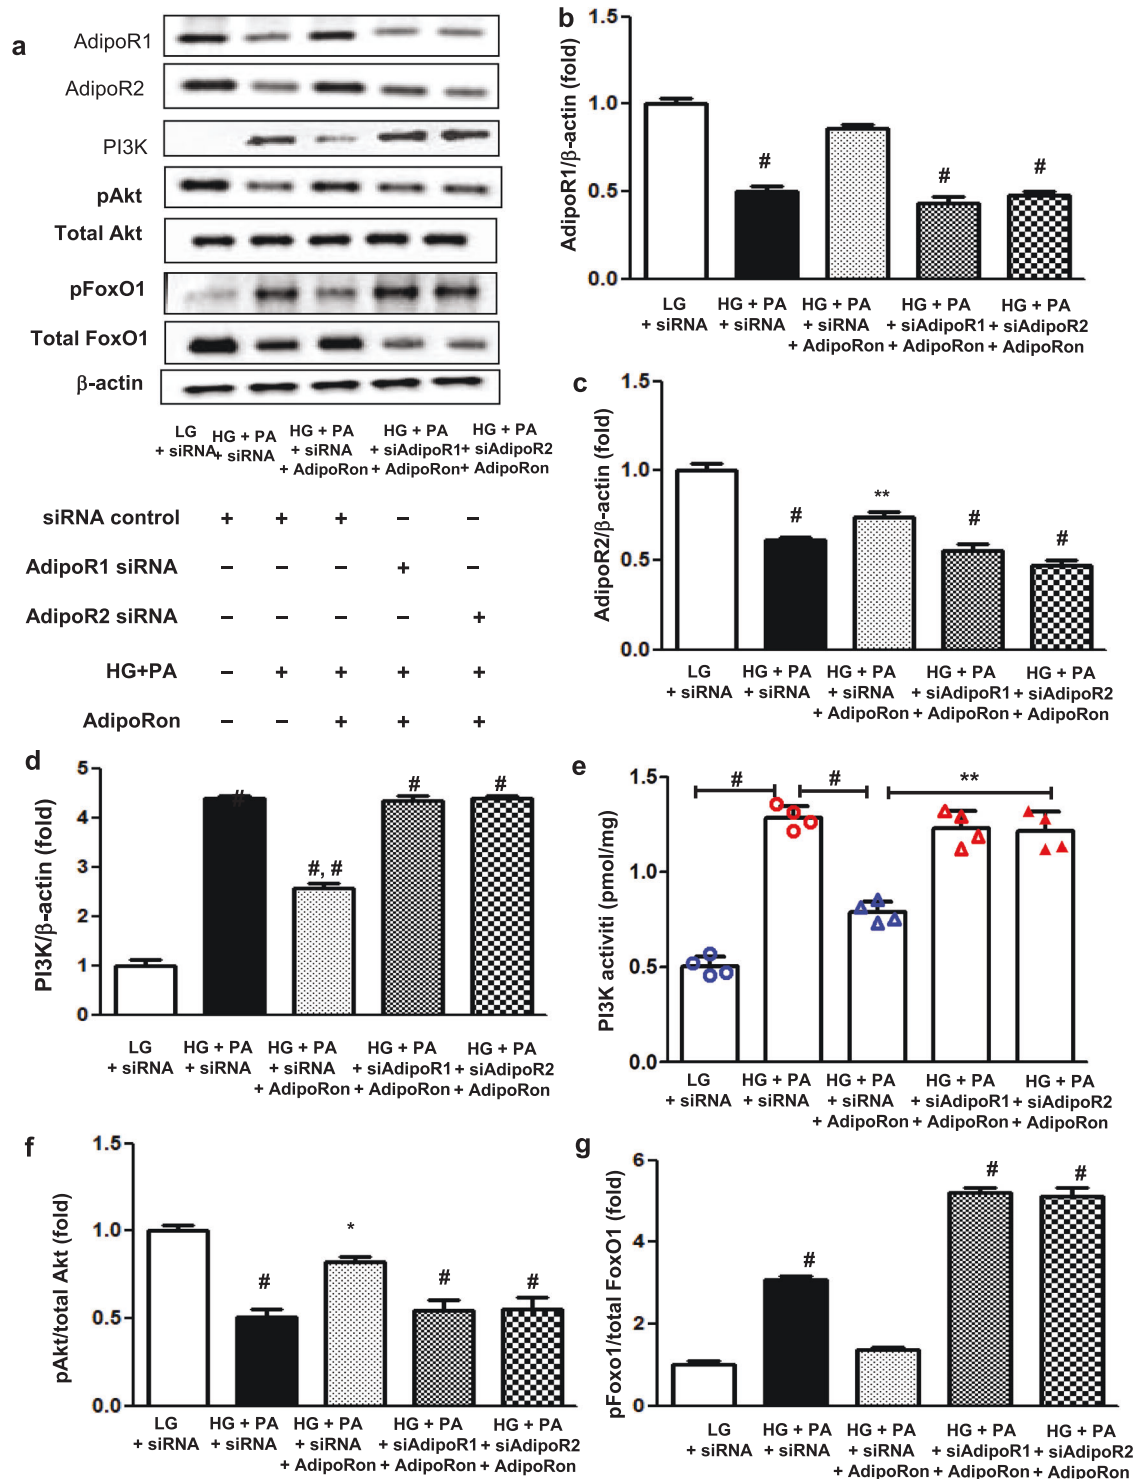 a
AdipoR1
AdipoR2
PI3K
pAkt
Total Akt
pFoxO1
Total FoxO1
β-actin
LG HG + PA HG + PA HG + PA HG + PA
+ siRNA + siRNA + siRNA + siAdipoR1 + siAdipoR2
+ AdipoRon + AdipoRon + AdipoRon
siRNA control + + + – –
AdipoR1 siRNA – – – + –
AdipoR2 siRNA – – – – +
HG+PA – + + + +
AdipoRon – – + + +
b
AdipoR1/β-actin (fold)
1.5
1.0
0.5
0.0
# # #
LG HG + PA HG + PA HG + PA HG + PA
+ siRNA + siRNA + siRNA + siAdipoR1 + siAdipoR2
+ AdipoRon + AdipoRon + AdipoRon
c
AdipoR2/β-actin (fold)
1.5
1.0
0.5
0.0
# ** # #
LG HG + PA HG + PA HG + PA HG + PA
+ siRNA + siRNA + siRNA + siAdipoR1 + siAdipoR2
+ AdipoRon + AdipoRon + AdipoRon
d
PI3K/β-actin (fold)
5
4
3
2
1
0
# #, # # #
LG HG + PA HG + PA HG + PA HG + PA
+ siRNA + siRNA + siRNA + siAdipoR1 + siAdipoR2
+ AdipoRon + AdipoRon + AdipoRon
e
PI3K activiti (pmol/mg)
1.5
1.0
0.5
0.0
# # **
LG HG + PA HG + PA HG + PA HG + PA
+ siRNA + siRNA + siRNA + siAdipoR1 + siAdipoR2
+ AdipoRon + AdipoRon + AdipoRon
f
pAkt/total Akt (fold)
1.5
1.0
0.5
0.0
# * # #
LG HG + PA HG + PA HG + PA HG + PA
+ siRNA + siRNA + siRNA + siAdipoR1 + siAdipoR2
+ AdipoRon + AdipoRon + AdipoRon
g
pFoxo1/total FoxO1 (fold)
6
4
2
0
# # #
LG HG + PA HG + PA HG + PA HG + PA
+ siRNA + siRNA + siRNA + siAdipoR1 + siAdipoR2
+ AdipoRon + AdipoRon + AdipoRon